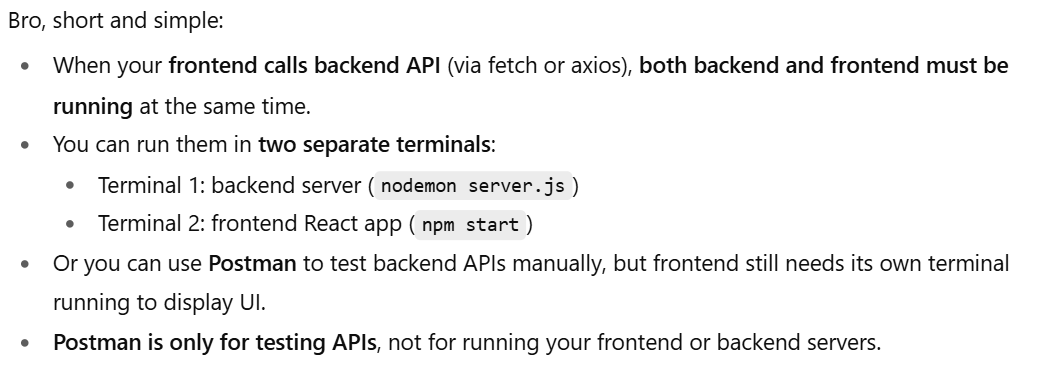 Bro, short and simple:
• When your frontend calls backend API (via fetch or axios), both backend and frontend must be
running at the same time.
• You can run them in two separate terminals:
• Terminal 1: backend server (nodemon server.js)
• Terminal 2: frontend React app (npm start)
• Or you can use Postman to test backend APIs manually, but frontend still needs its own terminal
running to display UI.
• Postman is only for testing APIs, not for running your frontend or backend servers.